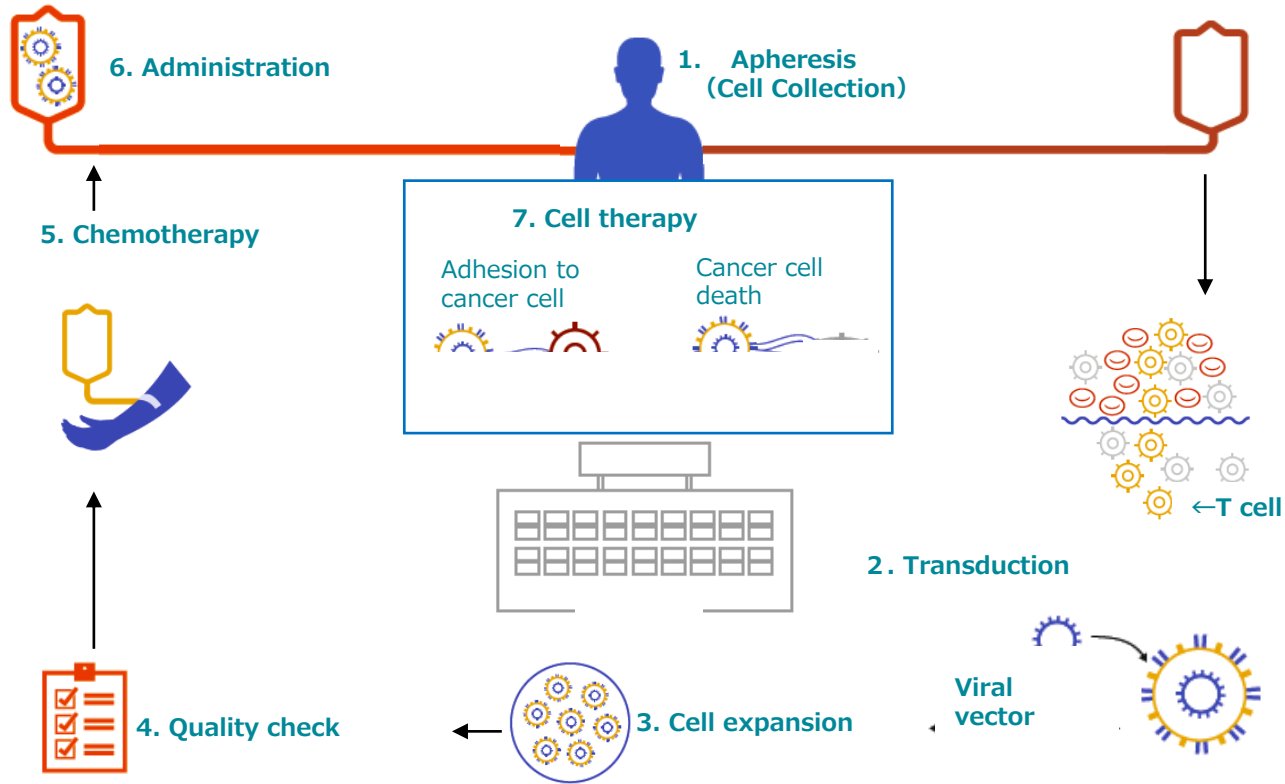 6. Administration
1. Apheresis
（Cell Collection）
5. Chemotherapy
7. Cell therapy
Adhesion to
cancer cell
Cancer cell
death
←T cell
2. Transduction
Viral
vector
3. Cell expansion
4. Quality check